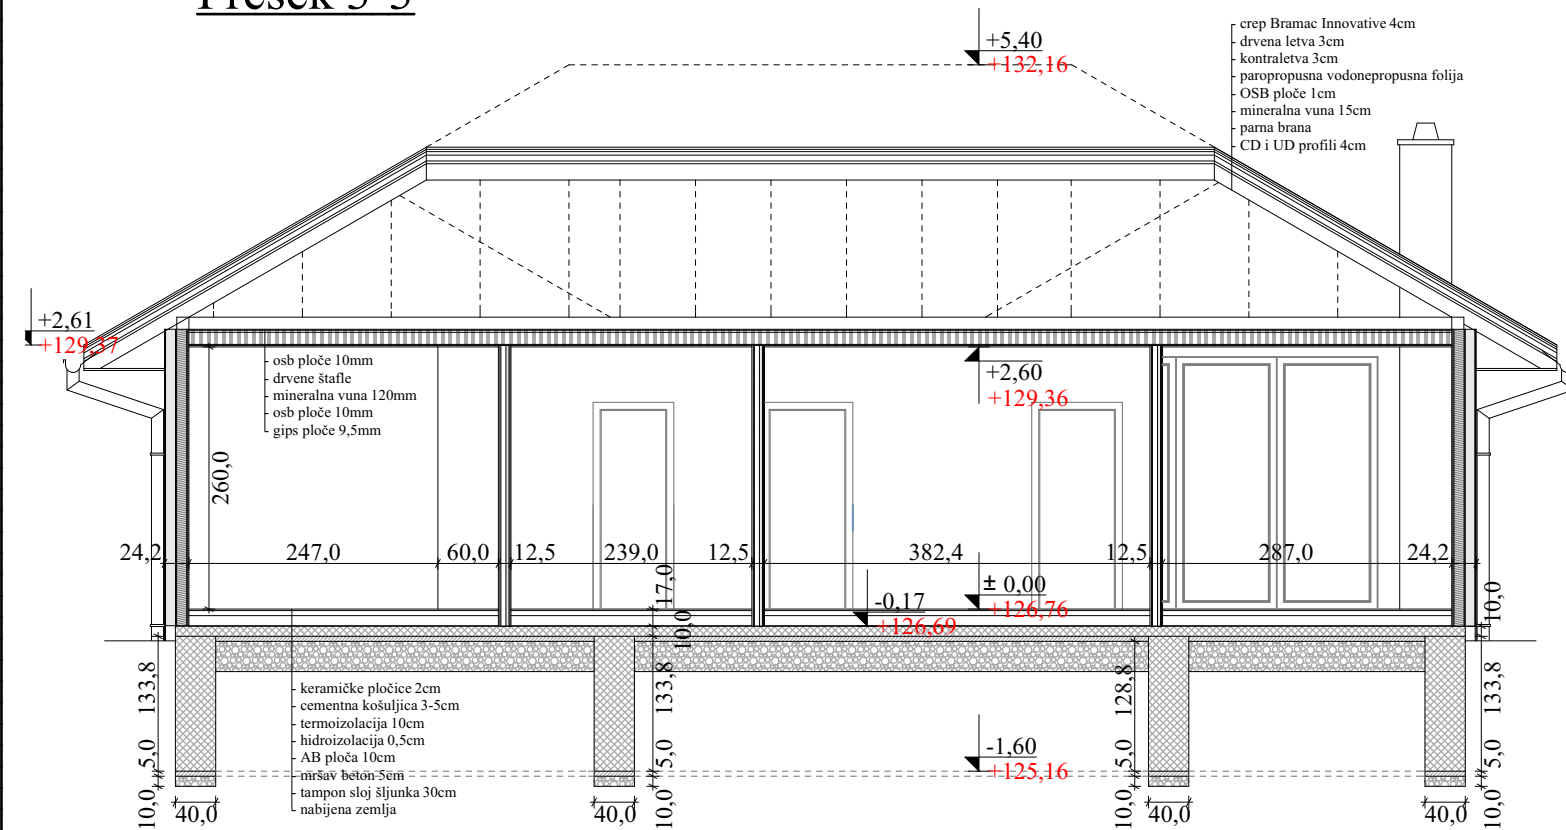 Presek 3-3
+5,40
+132,16
crep Bramac Innovative 4cm
drvena letva 3cm
kontraletva 3cm
paropropusna vodonepropusna folija
OSB ploče 1cm
mineralna vuna 15cm
parna brana
CD i UD profili 4cm
+2,61
+129,37
osb ploče 10mm
drvene štafle
mineralna vuna 120mm
osb ploče 10mm
gips ploče 9,5mm
+2,60
+129,36
260,0
24,2
247,0
60,0
12,5
239,0
12,5
382,4
12,5
287,0
24,2
17,0
10,0
-0,17
+126,69
± 0,00
+126,76
10,0
133,8
5,0
10,0
133,8
5,0
10,0
128,8
5,0
10,0
133,8
5,0
10,0
keramičke pločice 2cm
cementna košuljica 3-5cm
termoizolacija 10cm
hidroizolacija 0,5cm
AB ploča 10cm
mršav beton 5cm
tampon sloj šljunka 30cm
nabijena zemlja
-1,60
+125,16
40,0
40,0
40,0
40,0